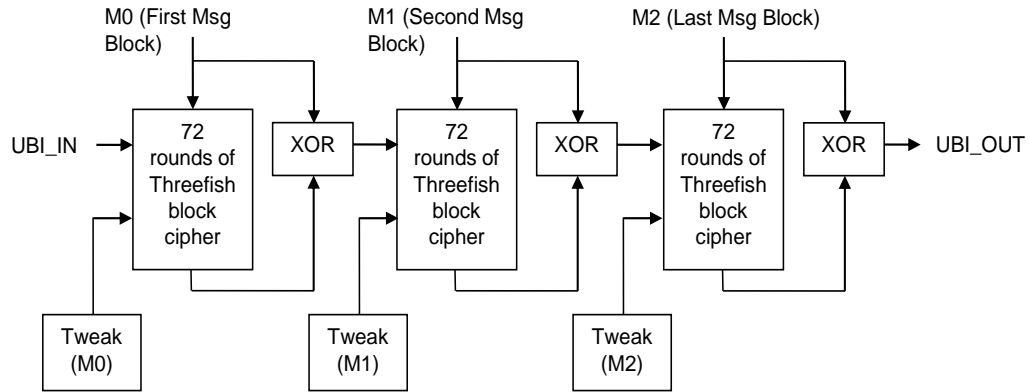 M0 (First Msg
Block)
M1 (Second Msg
Block)
M2 (Last Msg Block)
UBI_IN
72
rounds of
Threefish
block
cipher
XOR
72
rounds of
Threefish
block
cipher
XOR
72
rounds of
Threefish
block
cipher
XOR
UBI_OUT
Tweak
(M0)
Tweak
(M1)
Tweak
(M2)